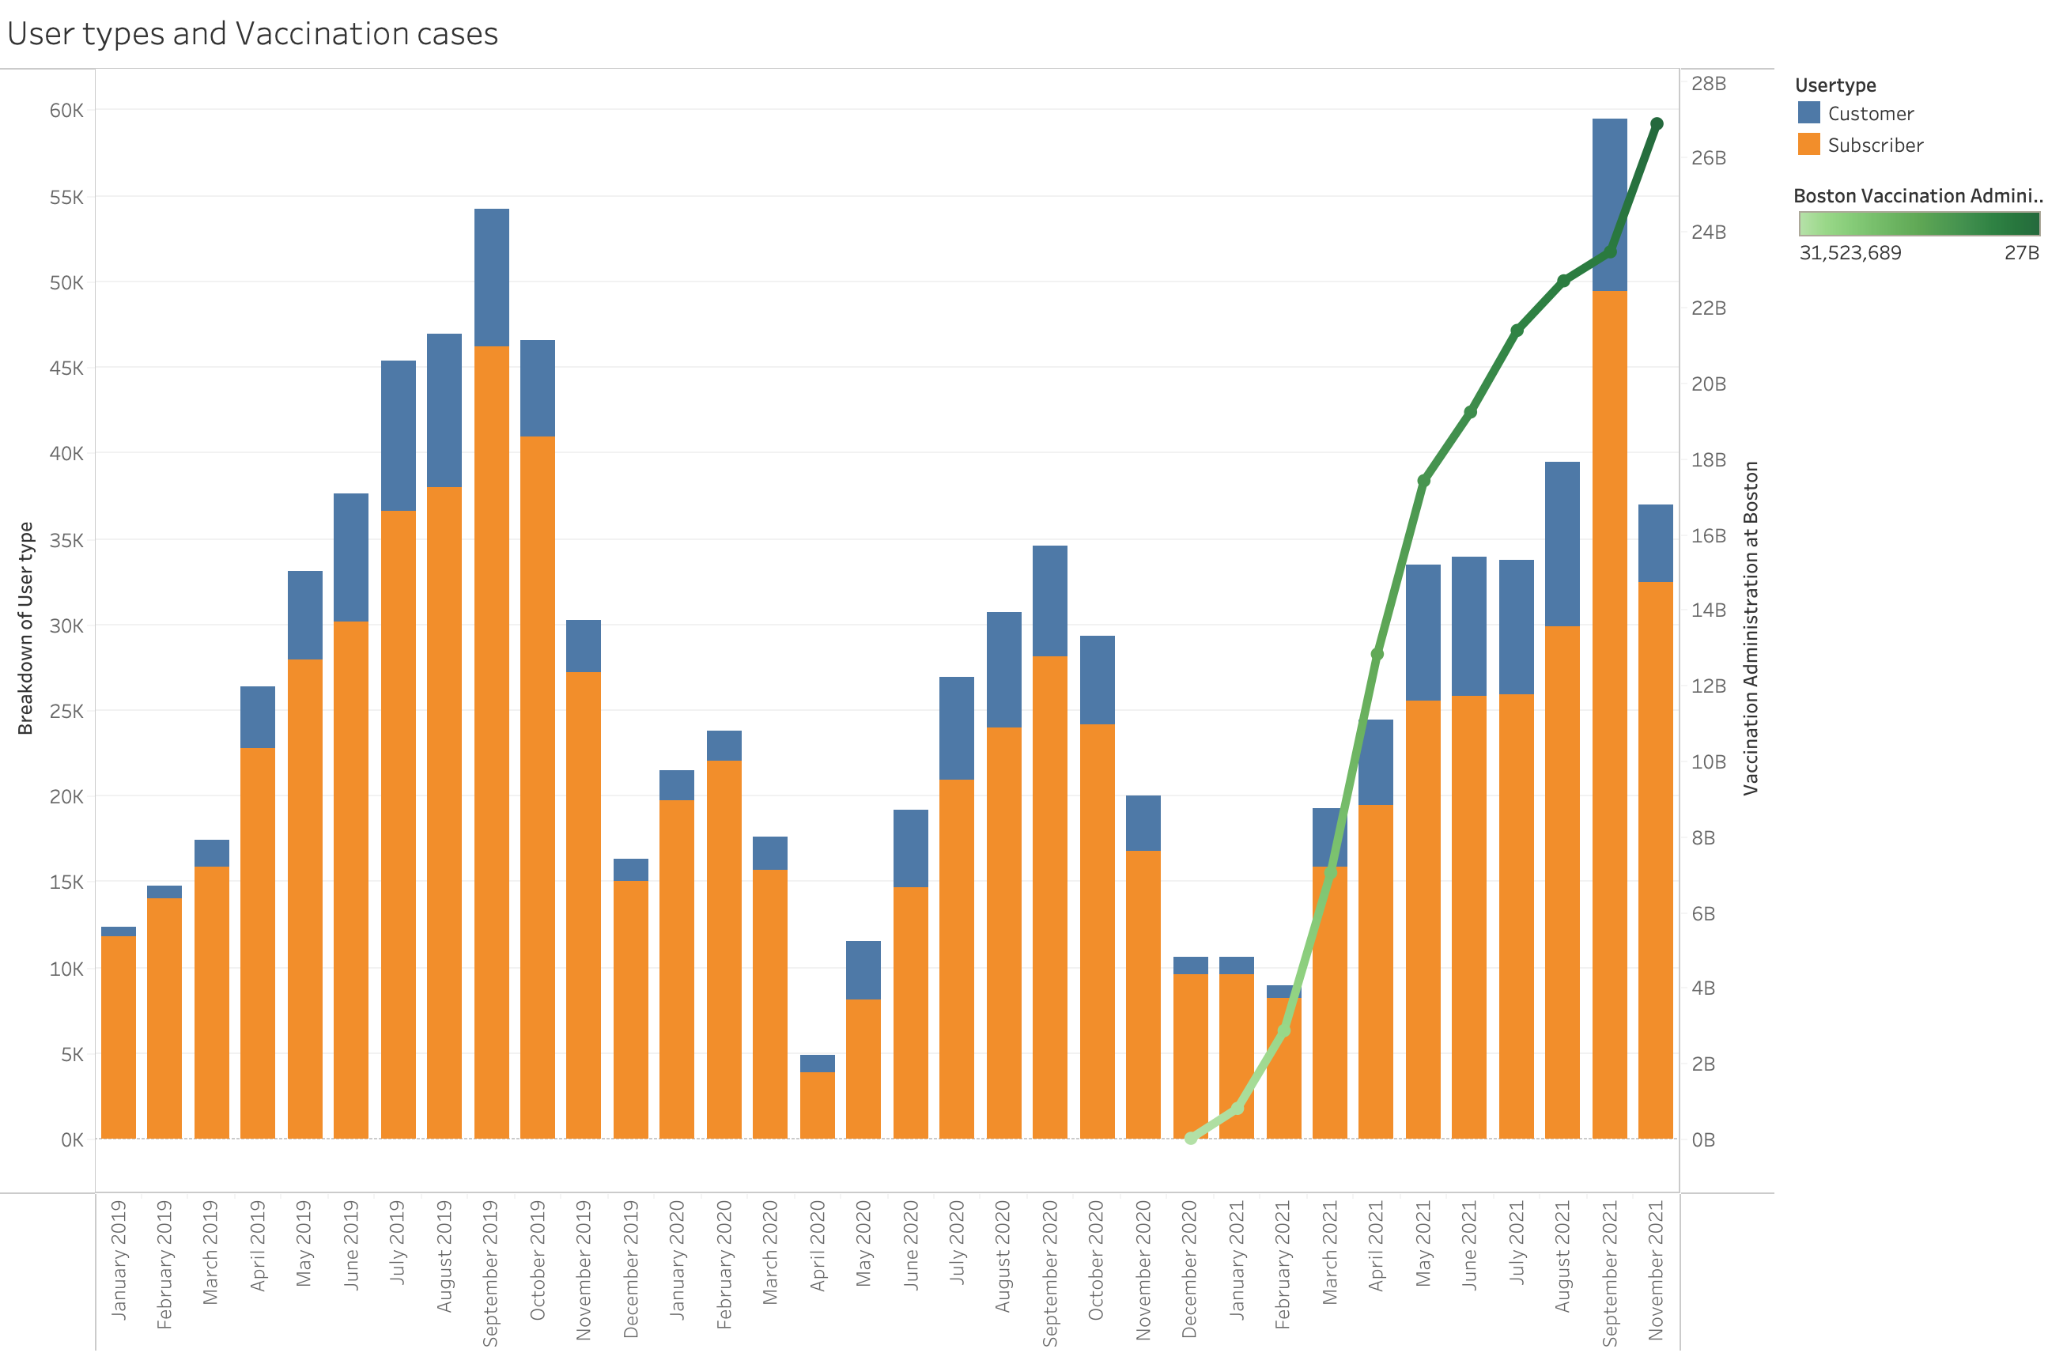 User types and Vaccination cases
60K
55K
50K
45K
40K
35K
30K
25K
20K
15K
10K
5K
0K
Breakdown of User type
28B
26B
24B
22B
20B
18B
16B
14B
12B
10B
8B
6B
4B
2B
0B
Vaccination Administration at Boston
January 2019
February 2019
March 2019
April 2019
May 2019
June 2019
July 2019
August 2019
September 2019
October 2019
November 2019
December 2019
January 2020
February 2020
March 2020
April 2020
May 2020
June 2020
July 2020
August 2020
September 2020
October 2020
November 2020
December 2020
January 2021
February 2021
March 2021
April 2021
May 2021
June 2021
July 2021
August 2021
September 2021
November 2021
Usertype
Customer
Subscriber
Boston Vaccination Admini..
31,523,689 27B